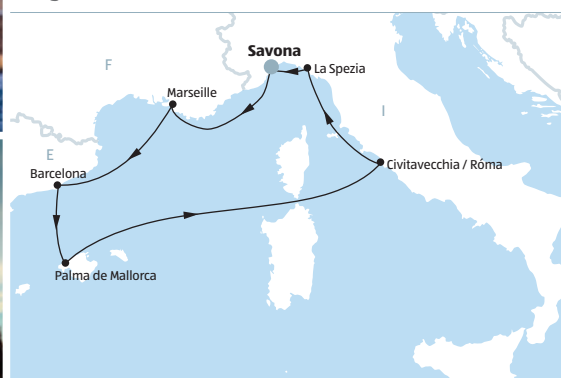 Savona
La Spezia
F
Marseille
I
E
Barcelona
Civitavecchia / Róma
Palma de Mallorca